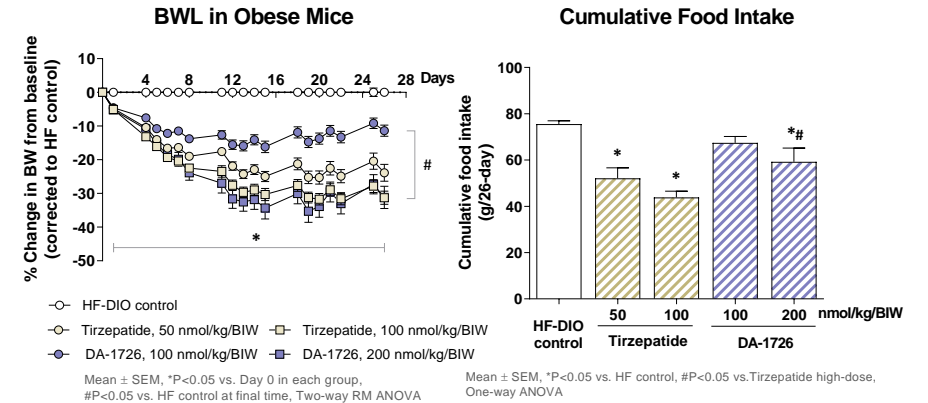 BWL in Obese Mice
% Change in BW from baseline
(corrected to HF control)
10
0
-10
-20
-30
-40
-50
4 8 12 16 20 24 28 Days
#
*
HF-DIO control
Tirzepatide, 50 nmol/kg/BIW Tirzepatide, 100 nmol/kg/BIW
DA-1726, 100 nmol/kg/BIW DA-1726, 200 nmol/kg/BIW
Mean ± SEM, *P<0.05 vs. Day 0 in each group,
#P<0.05 vs. HF control at final time, Two-way RM ANOVA
Cumulative Food Intake
Cumulative food intake
(g/26-day)
100
80
60
40
20
0
*
*
*#
50 100 100 200 nmol/kg/BIW
HF-DIO
control
Tirzepatide
DA-1726
Mean ± SEM, *P<0.05 vs. HF control, #P<0.05 vs.Tirzepatide high-dose,
One-way ANOVA